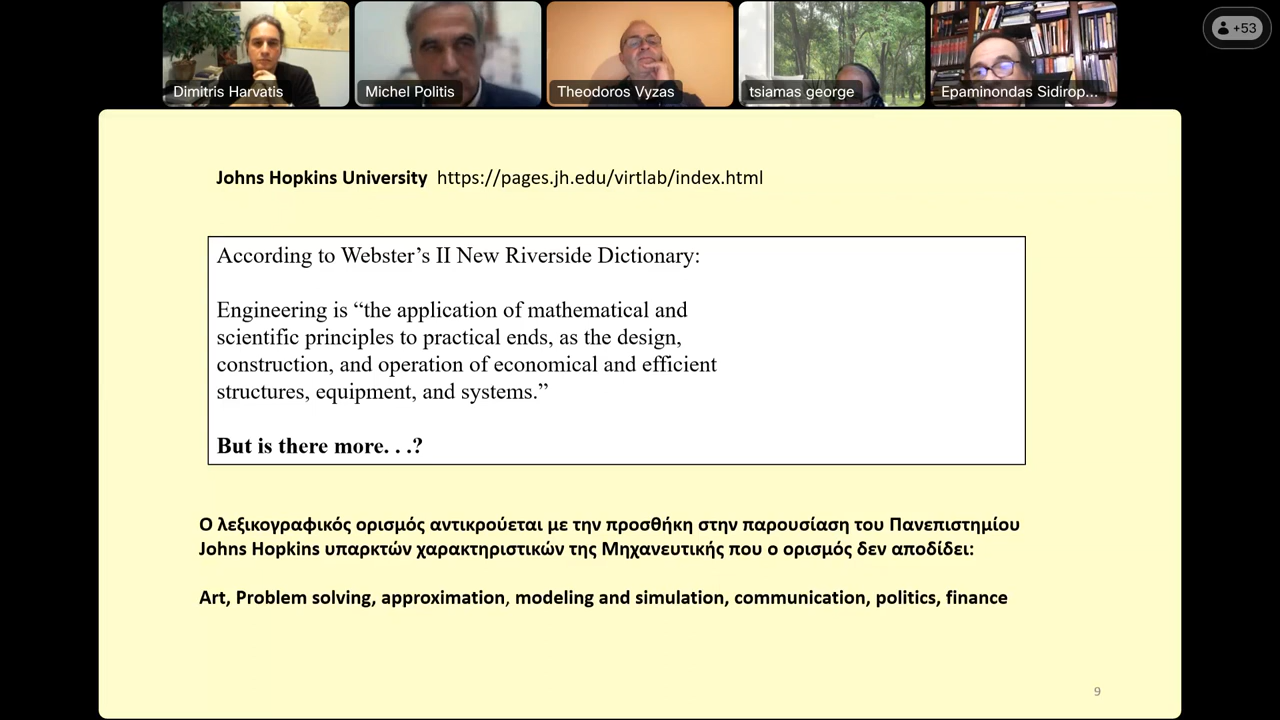 +53
Dimitris Harvatis
Michel Politis
Theodoros Vyzas
tsiamas george
Epaminondas Sidirop...
Johns Hopkins University https://pages.jh.edu/virtlab/index.html
According to Webster’s II New Riverside Dictionary:
Engineering is “the application of mathematical and
scientific principles to practical ends, as the design,
construction, and operation of economical and efficient
structures, equipment, and systems.”
But is there more. . .?
Ο λεξικογραφικός ορισμός αντικρούεται με την προσθήκη στην παρουσίαση του Πανεπιστημίου
Johns Hopkins υπαρκτών χαρακτηριστικών της Μηχανευτικής που ο ορισμός δεν αποδίδει:
Art, Problem solving, approximation, modeling and simulation, communication, politics, finance
9